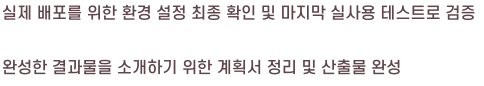 실제 배포를 위한 환경 설정 최종 확인 및 마지막 실사용 테스트로 검증
완성한 결과물을 소개하기 위한 계획서 정리 및 산출물 완성